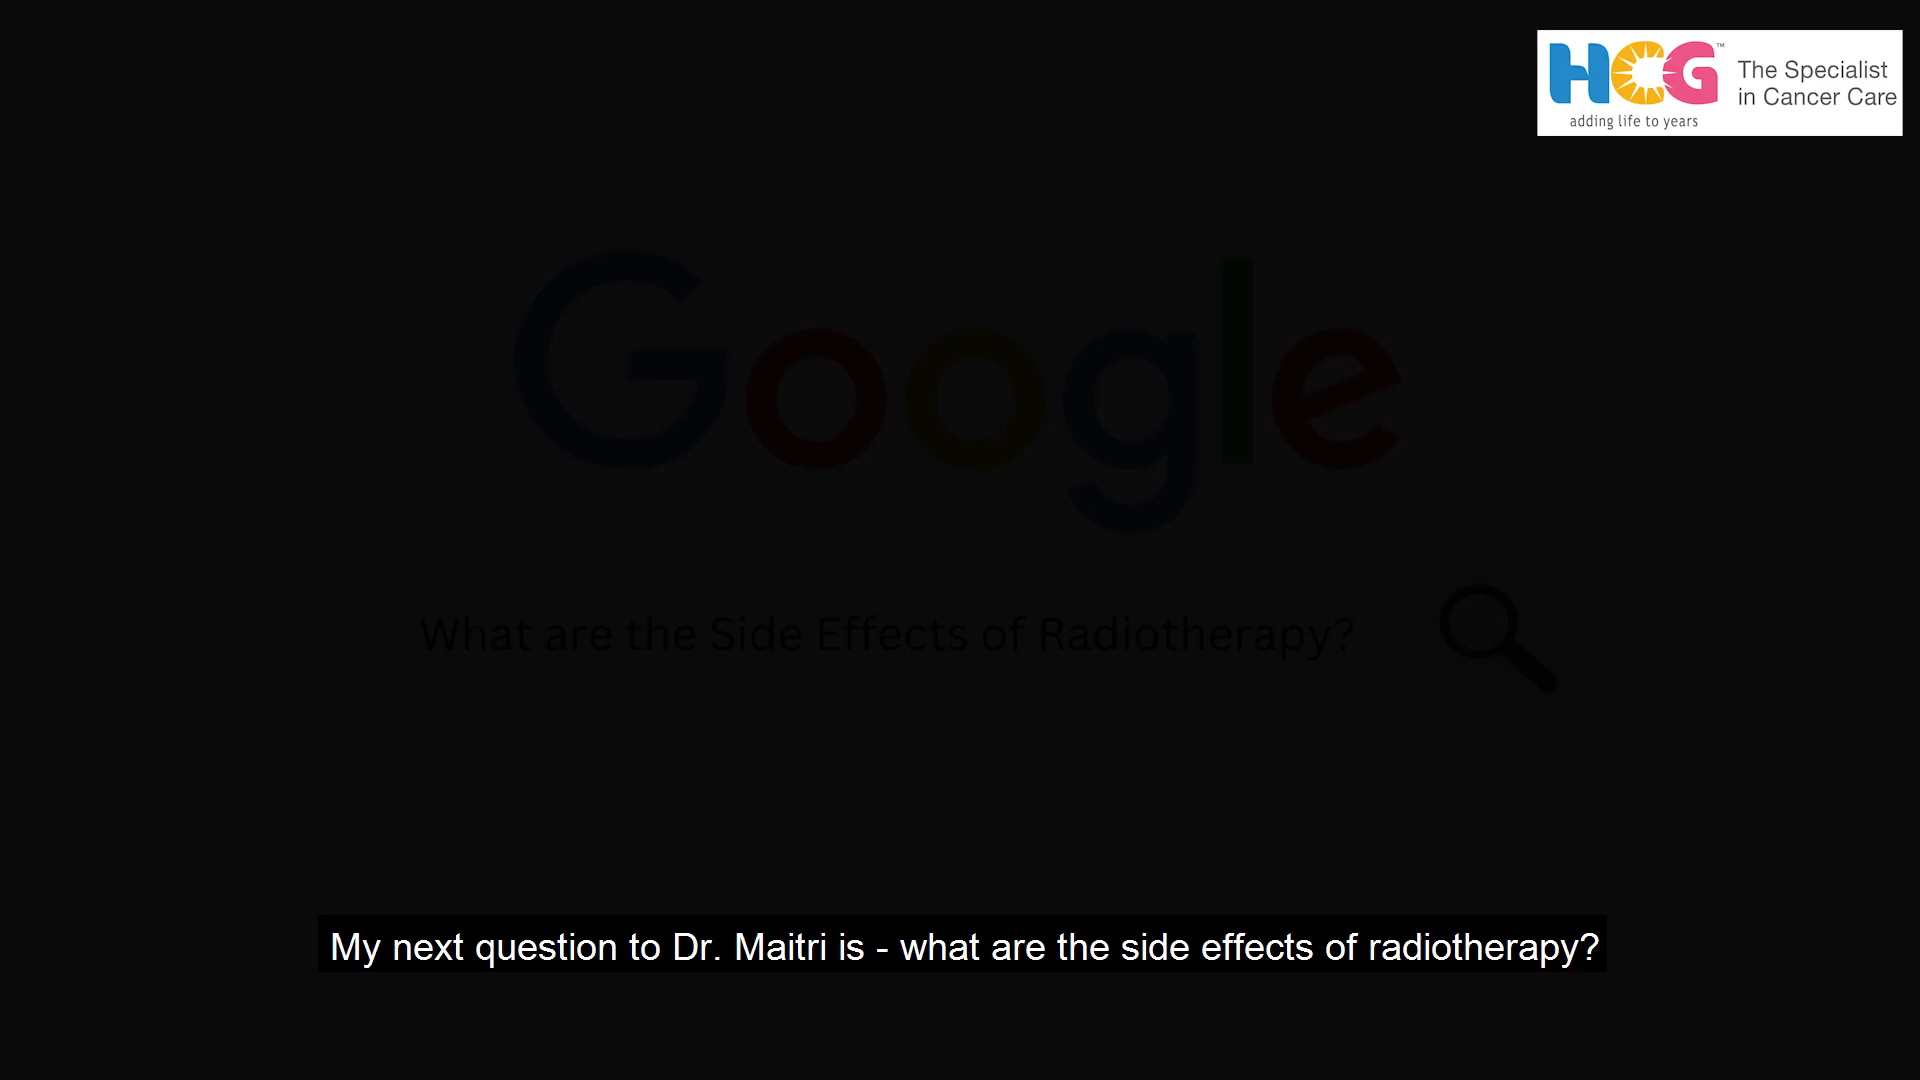 HCG™
The Specialist
in Cancer Care
adding life to years
Google
What are the Side Effects of Radiotherapy?
My next question to Dr. Maitri is - what are the side effects of radiotherapy?